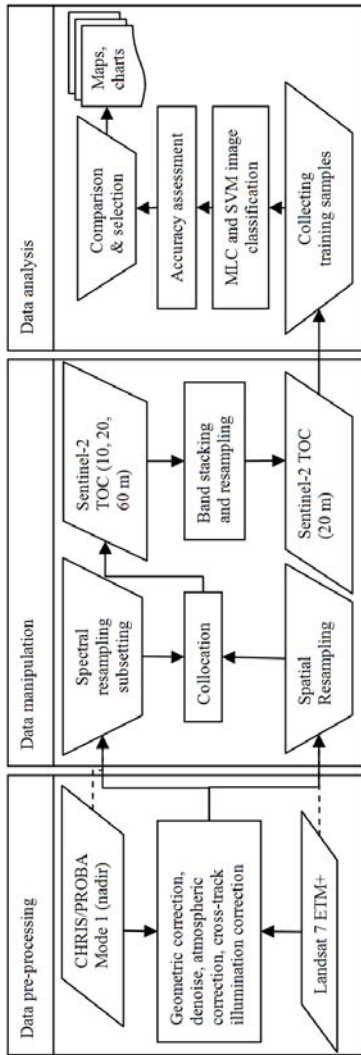 Data pre-processing
CHRIS/PROBA
Mode 1 (nadir)
Geometric correction,
denoise, atmospheric
correction, cross-track
illumination correction
Landsat 7 ETM+
Data manipulation
Spectral
resampling
subsetting
Collocation
Spatial
Resampling
Sentinel-2
TOC (10, 20,
60 m)
Band stacking
and resampling
Sentinel-2 TOC
(20 m)
Data analysis
Comparison
& selection
Maps,
charts
Accuracy assessment
MLC and SVM image
classification
Collecting
training samples